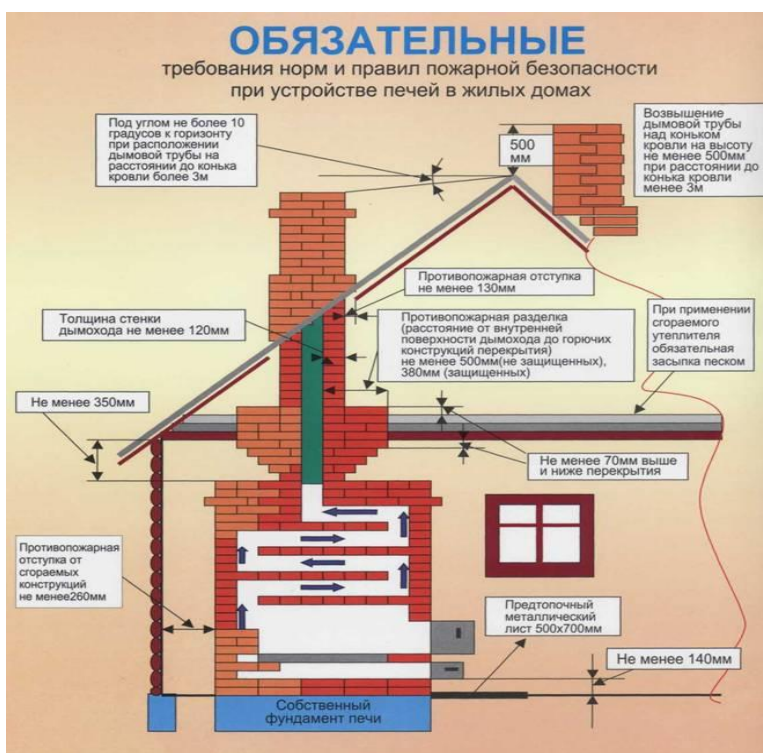 ОБЯЗАТЕЛЬНЫЕ
требования норм и правил пожарной безопасности
при устройстве печей в жилых домах
Под углом не более 10
градусов к горизонту
при расположении
дымовой трубы на
расстоянии до конька
кровли более 3м
500
мм
Возвышение
дымовой трубы
над коньком
кровли на высоту
не менее 500мм
при расстоянии до
конька кровли
менее 3м
Противопожарная отступка
не менее 130мм
Толщина стенки
дымохода не менее 120мм
Противопожарная разделка
(расстояние от внутренней
поверхности дымохода до горючих
конструкций перекрытия)
не менее 500мм(не защищенных),
380мм (защищенных)
При применении
сгораемого
утеплителя
обязательная
засыпка песком
Не менее 350мм
Не менее 70мм выше
и ниже перекрытия
Противопожарная
отступка от
сгораемых
конструкций
не менее260мм
Предтопочный
металлический
лист 500х700мм
Не менее 140мм
Собственный
фундамент печи